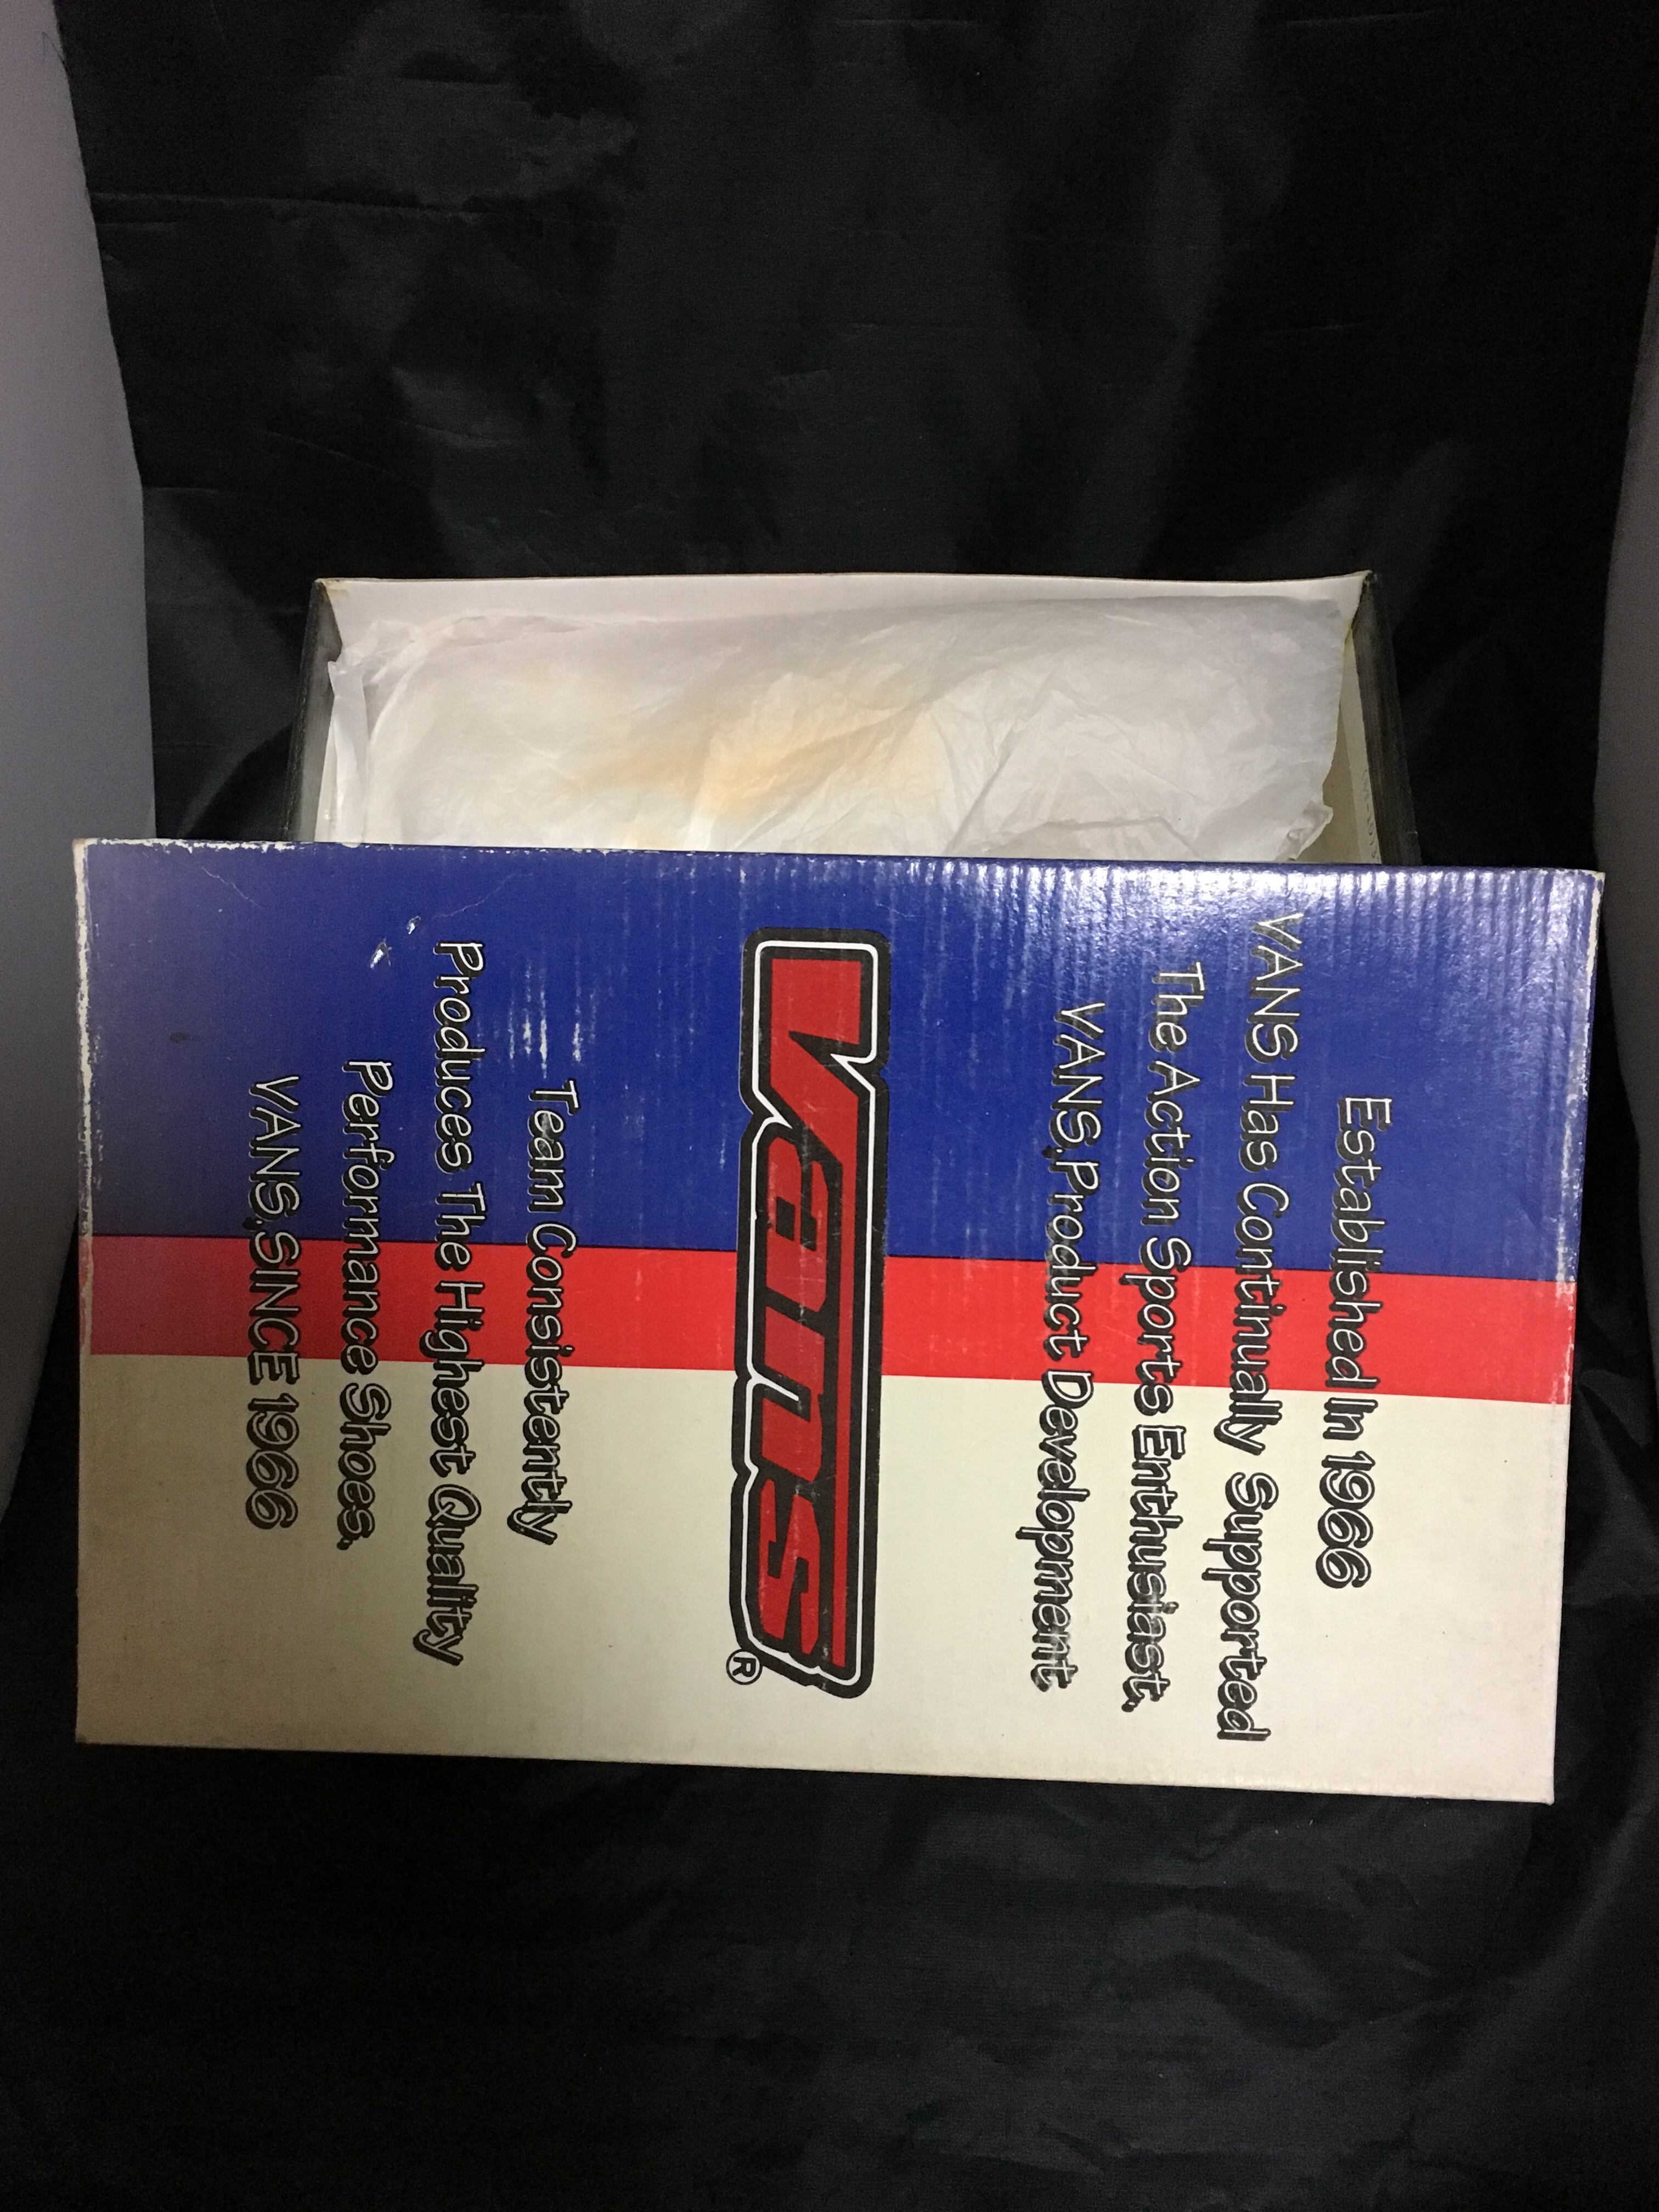 Established In 1966
VANS Has Continually Supported
The Action Sports Enthusiast.
VANS, Product Development
Vans®
Team Consistently
Produces The Highest Quality
Performance Shoes.
VANS, SINCE 1966